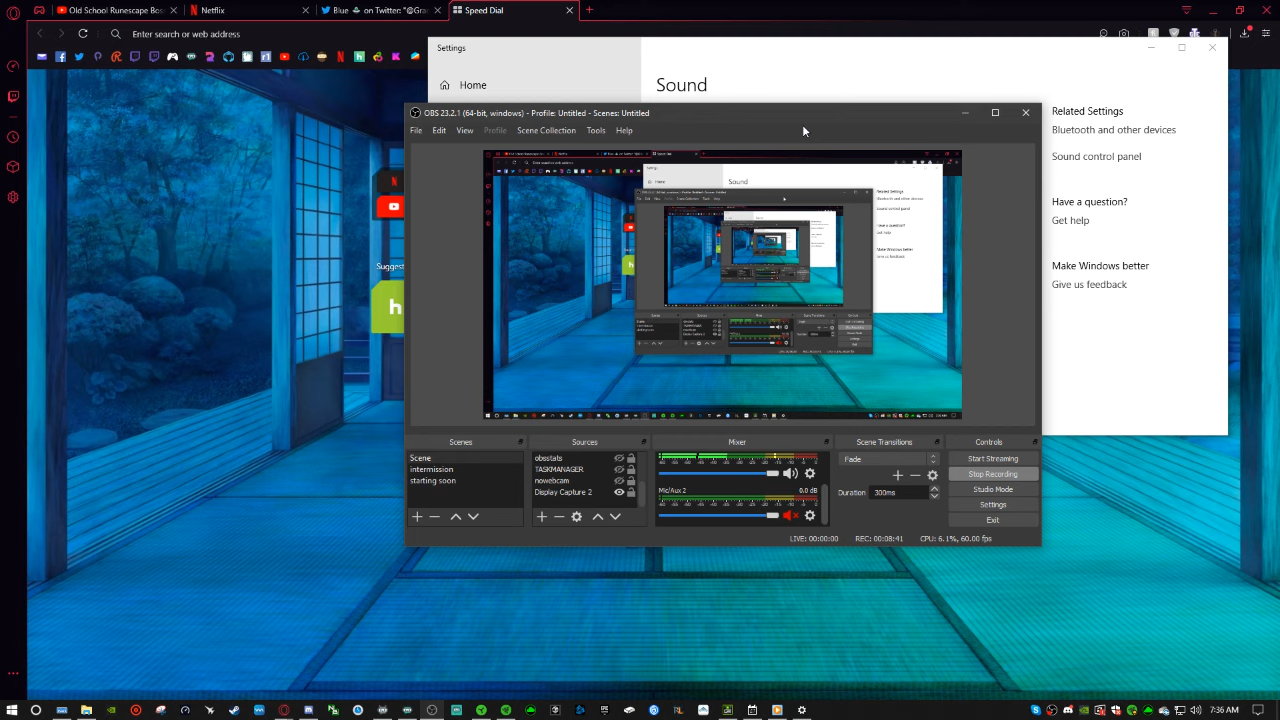 Old School Runescape Bos
Netflix
Blue on Twitter: "@Gra
Speed Dial
Enter search or web address
Settings
Home
Sound
Related Settings
Bluetooth and other devices
Sound control panel
Have a question?
Get help
Make Windows better
Give us feedback
Suggest
OBS 23.2.1 (64-bit, windows) - Profile: Untitled - Scenes: Untitled
File Edit View Profile Scene Collection Tools Help
Scenes
Scene
intermission
starting soon
Sources
obsstats
TASKMANAGER
nowebcam
Display Capture 2
Mixer
Mic/Aux 2 0.0 dB
Scene Transitions
Fade
Duration 300ms
Controls
Start Streaming
Stop Recording
Studio Mode
Settings
Exit
LIVE: 00:00:00 REC: 00:08:41 CPU: 6.1%, 60.00 fps
7:36 AM